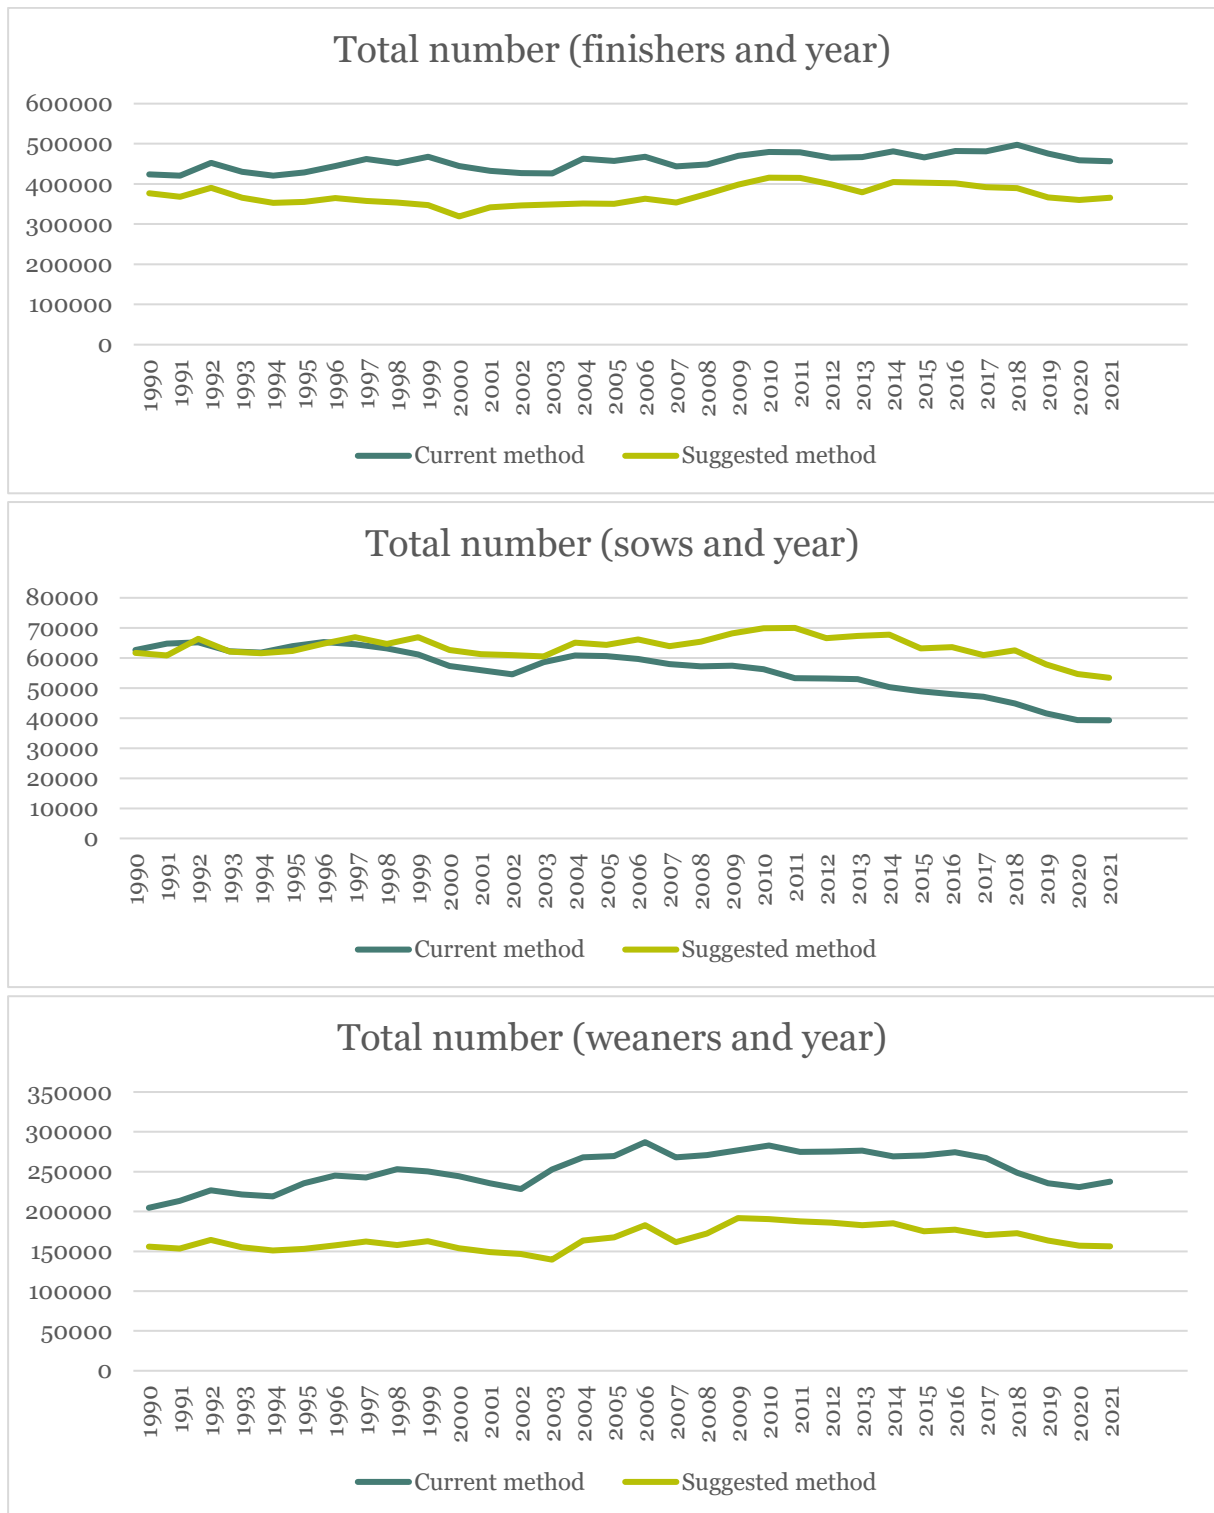 Total number (finishers and year)
600000
500000
400000
300000
200000
100000
0
1990 1991 1992 1993 1994 1995 1996 1997 1998 1999 2000 2001 2002 2003 2004 2005 2006 2007 2008 2009 2010 2011 2012 2013 2014 2015 2016 2017 2018 2019 2020 2021
Current method Suggested method
Total number (sows and year)
80000
70000
60000
50000
40000
30000
20000
10000
0
1990 1991 1992 1993 1994 1995 1996 1997 1998 1999 2000 2001 2002 2003 2004 2005 2006 2007 2008 2009 2010 2011 2012 2013 2014 2015 2016 2017 2018 2019 2020 2021
Current method Suggested method
Total number (weaners and year)
350000
300000
250000
200000
150000
100000
50000
0
1990 1991 1992 1993 1994 1995 1996 1997 1998 1999 2000 2001 2002 2003 2004 2005 2006 2007 2008 2009 2010 2011 2012 2013 2014 2015 2016 2017 2018 2019 2020 2021
Current method Suggested method